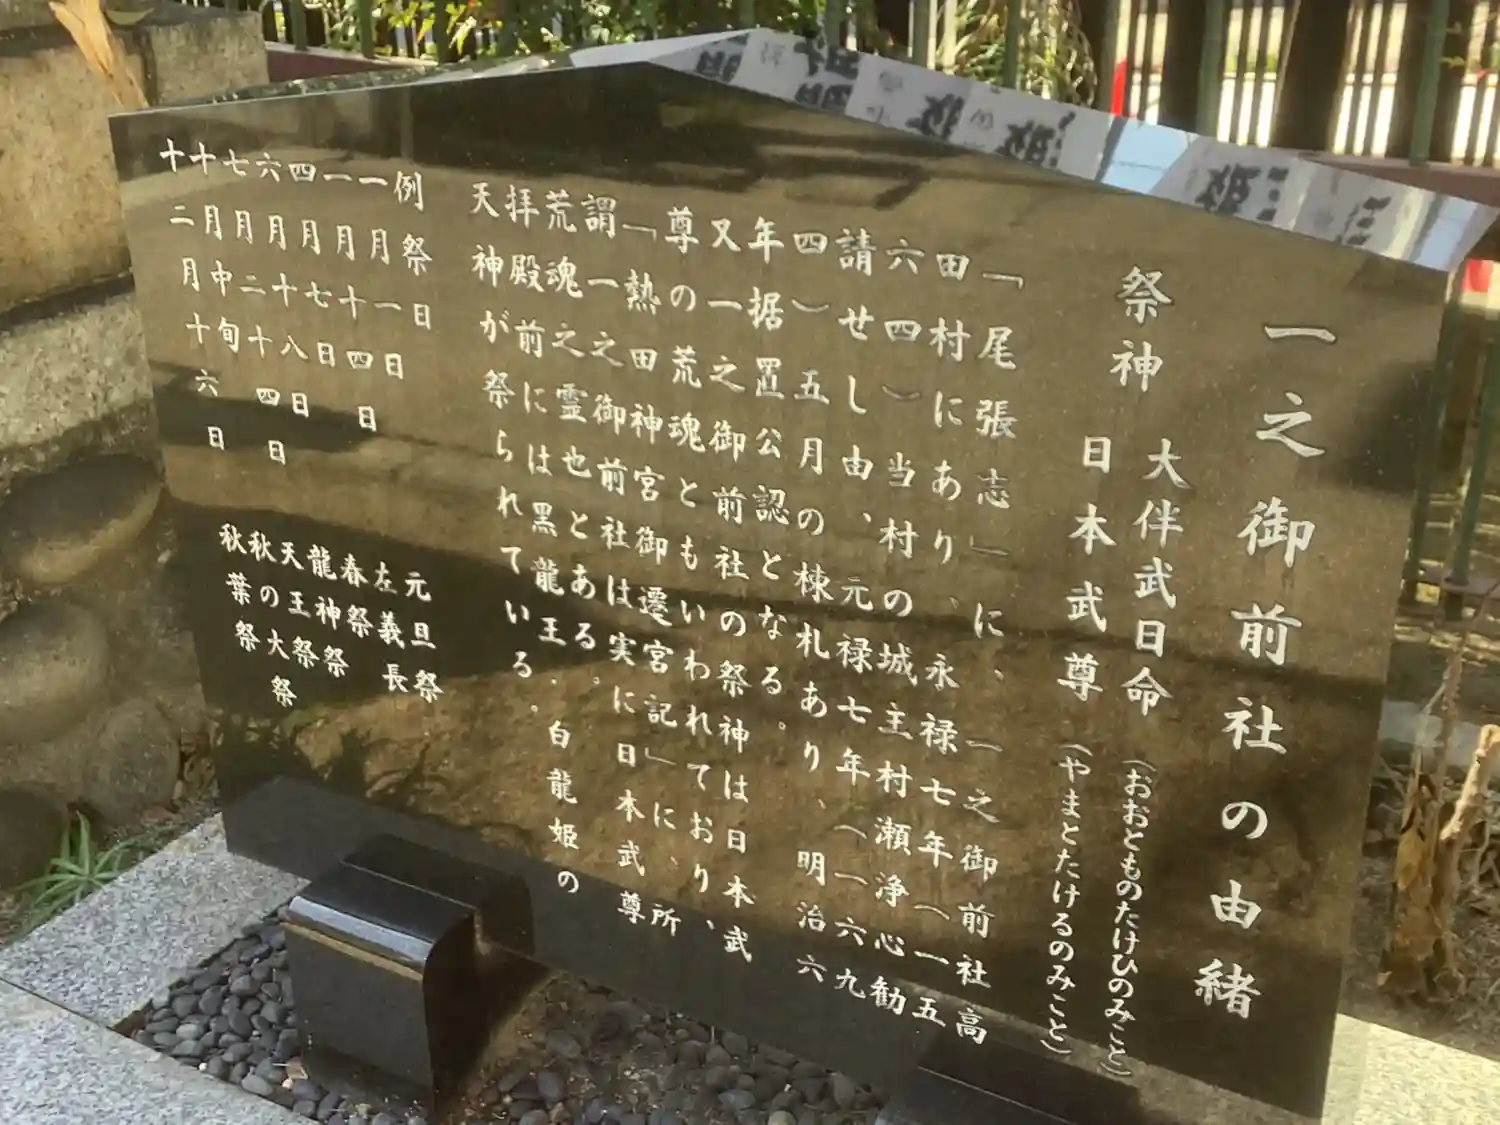 一之御前社の由緒
祭神 大伴武日命(おおとものたけひのみこと)
日本武尊(やまとたけるのみこと)
「尾張志」に、一之御前社高
田村にあり、永禄七年(一五
六四)当村の城主村瀬浄心勧
請せし由、元禄七年、(一六九
四)五月の棟札あり、明治六
年据置公認となる。
又一之御前社の祭神は日本武
尊の荒魂ともいわれており、
「熱田神宮御遷宮記」に、所
謂一之御前社は実に日本武尊
荒魂之霊也とある。
拝殿前には黒龍王.白龍姫の
天神が祭られている.
例祭日
一月一日 元旦祭
一月十四日 左義長
四月七日 春祭
六月十八日 龍神祭
七月二十四日 天王祭
十月中旬 秋の大祭
十二月十六日 秋葉祭